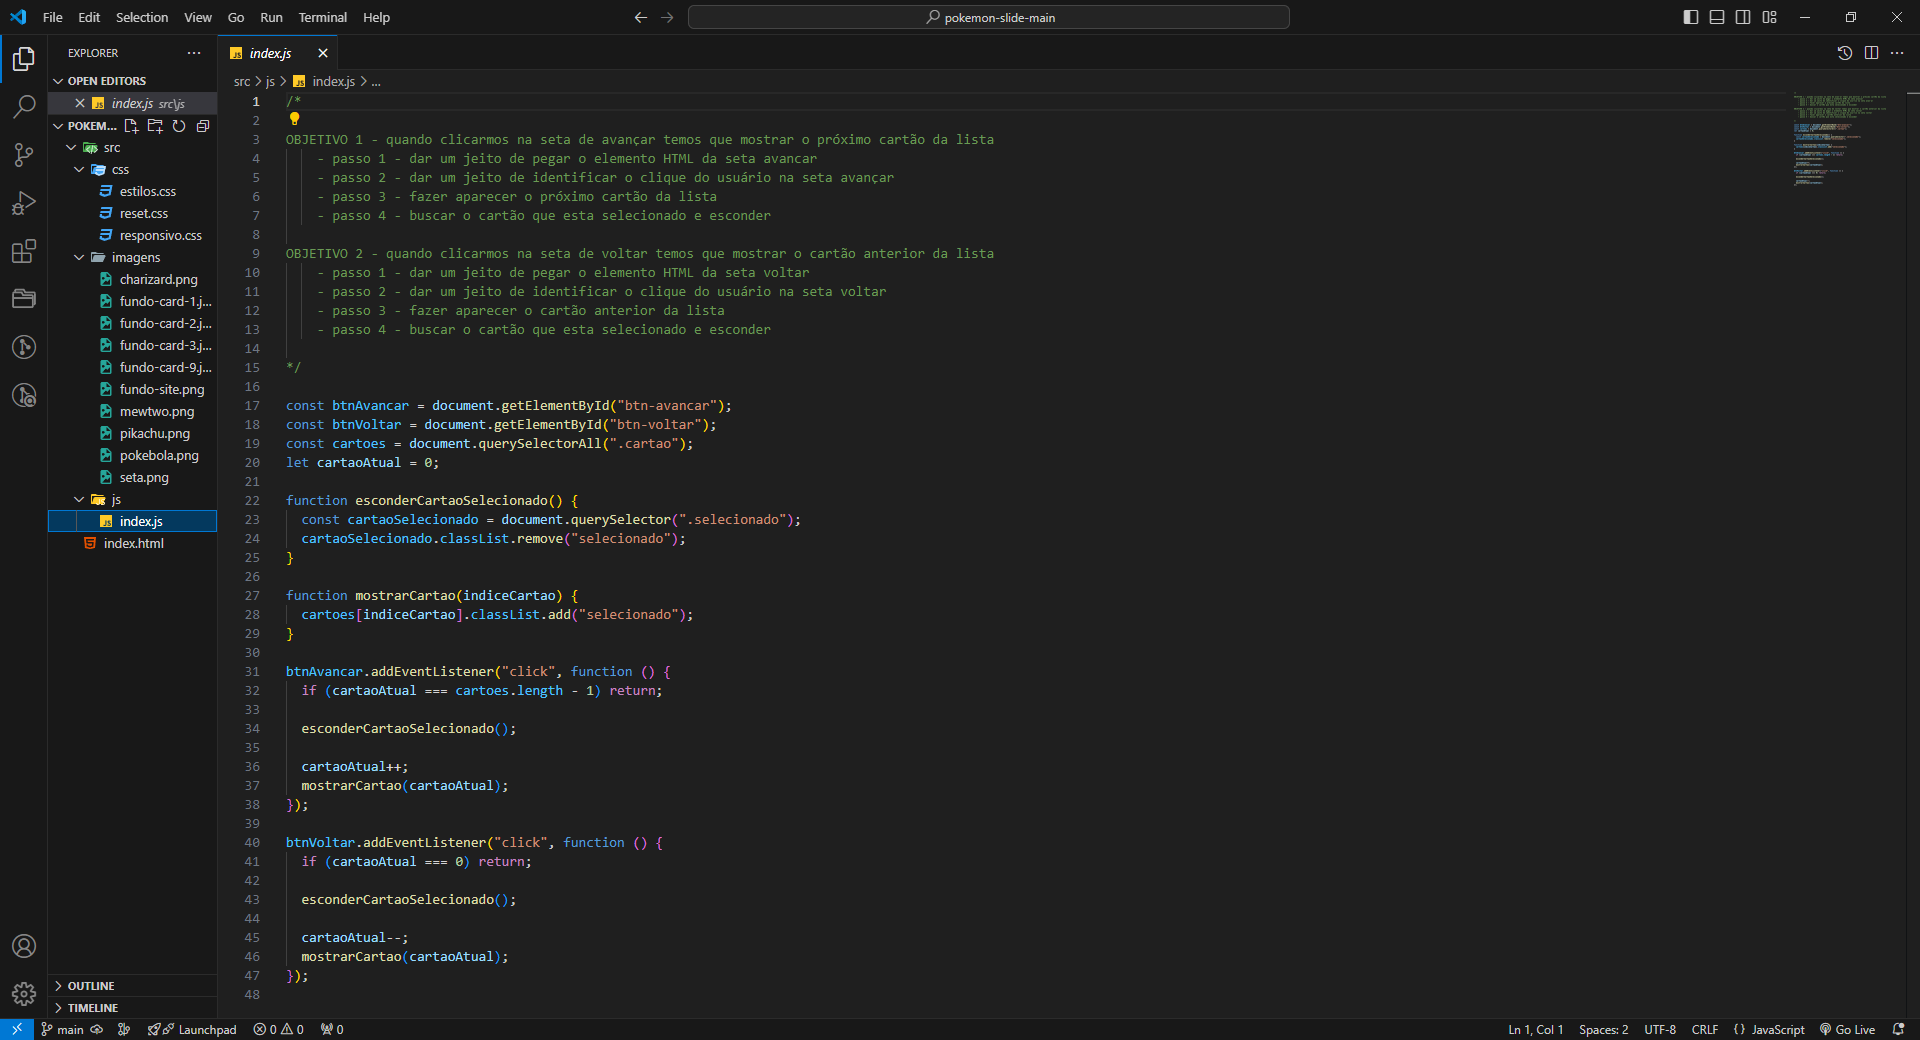 File Edit Selection View Go Run Terminal Help
pokemon-slide-main
EXPLORER
OPEN EDITORS
index.js src\js
POKEM...
src
css
estilos.css
reset.css
responsivo.css
imagens
charizard.png
fundo-card-1.j...
fundo-card-2.j...
fundo-card-3.j...
fundo-card-9.j...
fundo-site.png
mewtwo.png
pikachu.png
pokebola.png
seta.png
js
index.js
index.html
OUTLINE
TIMELINE
index.js
src > js > index.js > ...
1 /*
2
3 OBJETIVO 1 - quando clicarmos na seta de avançar temos que mostrar o próximo cartão da lista
4 - passo 1 - dar um jeito de pegar o elemento HTML da seta avancar
5 - passo 2 - dar um jeito de identificar o clique do usuário na seta avançar
6 - passo 3 - fazer aparecer o próximo cartão da lista
7 - passo 4 - buscar o cartão que esta selecionado e esconder
8
9 OBJETIVO 2 - quando clicarmos na seta de voltar temos que mostrar o cartão anterior da lista
10 - passo 1 - dar um jeito de pegar o elemento HTML da seta voltar
11 - passo 2 - dar um jeito de identificar o clique do usuário na seta voltar
12 - passo 3 - fazer aparecer o cartão anterior da lista
13 - passo 4 - buscar o cartão que esta selecionado e esconder
14
15 */
16
17 const btnAvancar = document.getElementById("btn-avancar");
18 const btnVoltar = document.getElementById("btn-voltar");
19 const cartoes = document.querySelectorAll(".cartao");
20 let cartaoAtual = 0;
21
22 function esconderCartaoSelecionado() {
23 const cartaoSelecionado = document.querySelector(".selecionado");
24 cartaoSelecionado.classList.remove("selecionado");
25 }
26
27 function mostrarCartao(indiceCartao) {
28 cartoes[indiceCartao].classList.add("selecionado");
29 }
30
31 btnAvancar.addEventListener("click", function () {
32 if (cartaoAtual === cartoes.length - 1) return;
33
34 esconderCartaoSelecionado();
35
36 cartaoAtual++;
37 mostrarCartao(cartaoAtual);
38 });
39
40 btnVoltar.addEventListener("click", function () {
41 if (cartaoAtual === 0) return;
42
43 esconderCartaoSelecionado();
44
45 cartaoAtual--;
46 mostrarCartao(cartaoAtual);
47 });
48
main Launchpad 0 0 0 Ln 1, Col 1 Spaces: 2 UTF-8 CRLF {} JavaScript Go Live